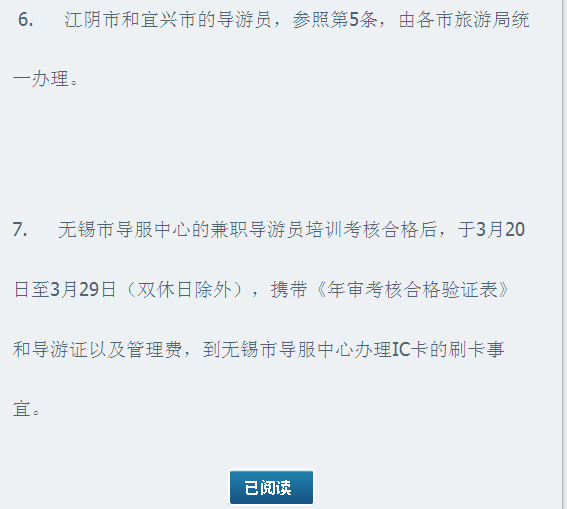 6. 江阴市和宜兴市的导游员，参照第5条，由各市旅游局统
一办理。
7. 无锡市导服中心的兼职导游员培训考核合格后，于3月20
日至3月29日（双休日除外），携带《年审考核合格验证表》
和导游证以及管理费，到无锡市导服中心办理IC卡的刷卡事
宜。
已阅读